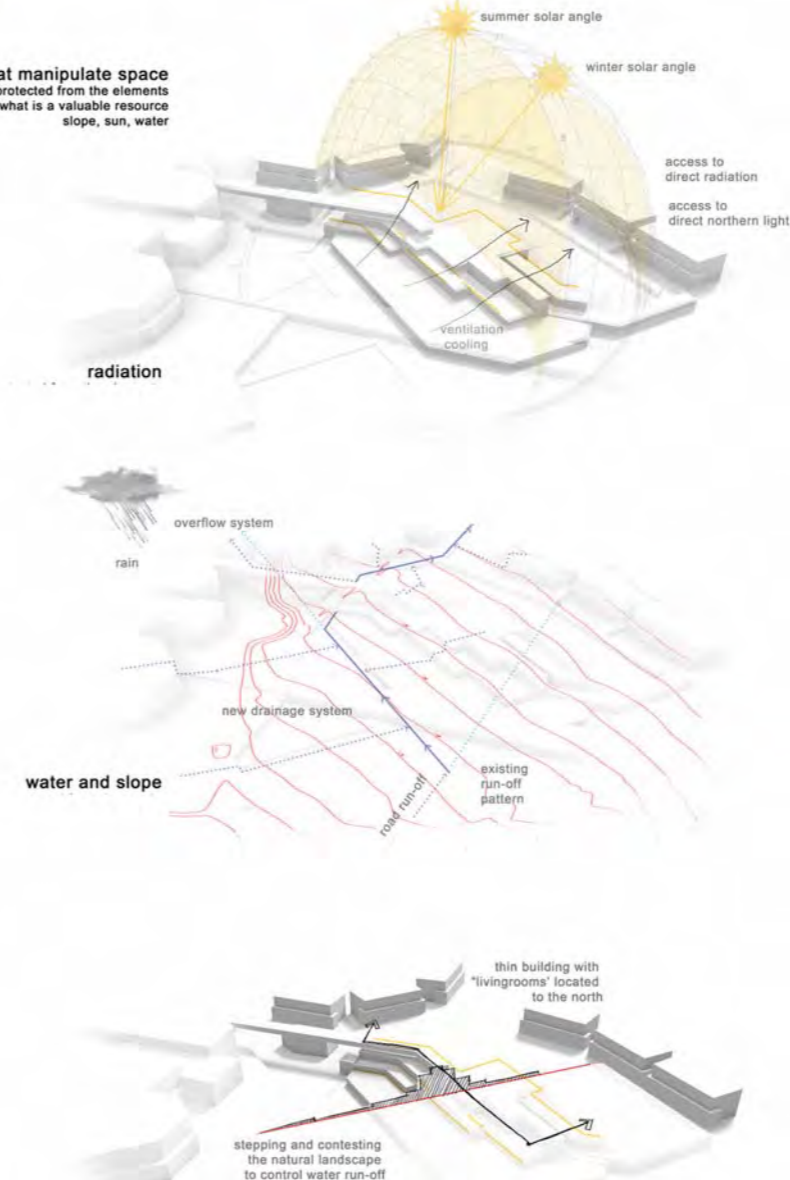 summer solar angle
winter solar angle
at manipulate space
protected from the elements
what is a valuable resource
slope, sun, water
access to
direct radiation
access to
direct northern light
ventilation
cooling
radiation
overflow system
rain
new drainage system
water and slope
existing
run-off
pattern
road run-off
thin building with
"livingrooms' located
to the north
stepping and contesting
the natural landscape
to control water run-off